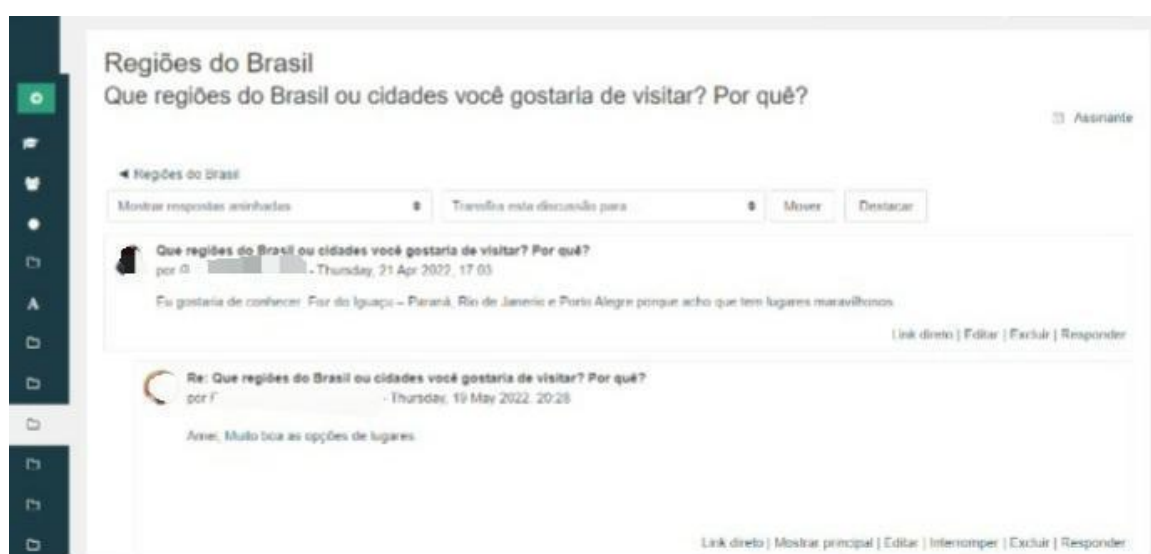 Regiões do Brasil
Que regiões do Brasil ou cidades você gostaria de visitar? Por quê?
Assinante
◄ Regiões do Brasil
Mostrar respostas aninhadas
Transfira esta discussão para
Mover
Destacar
Que regiões do Brasil ou cidades você gostaria de visitar? Por quê?
por - Thursday, 21 Apr 2022, 17:03
Eu gostaria de conhecer Foz do Iguaçu – Paraná, Rio de Janerio e Porto Alegre porque acho que tem lugares maravilhosos
Link direto | Editar | Excluir | Responder
Re: Que regiões do Brasil ou cidades você gostaria de visitar? Por quê?
por - Thursday, 19 May 2022, 20:28
Amei, Muito boa as opções de lugares
Link direto | Mostrar principal | Editar | Interromper | Excluir | Responder